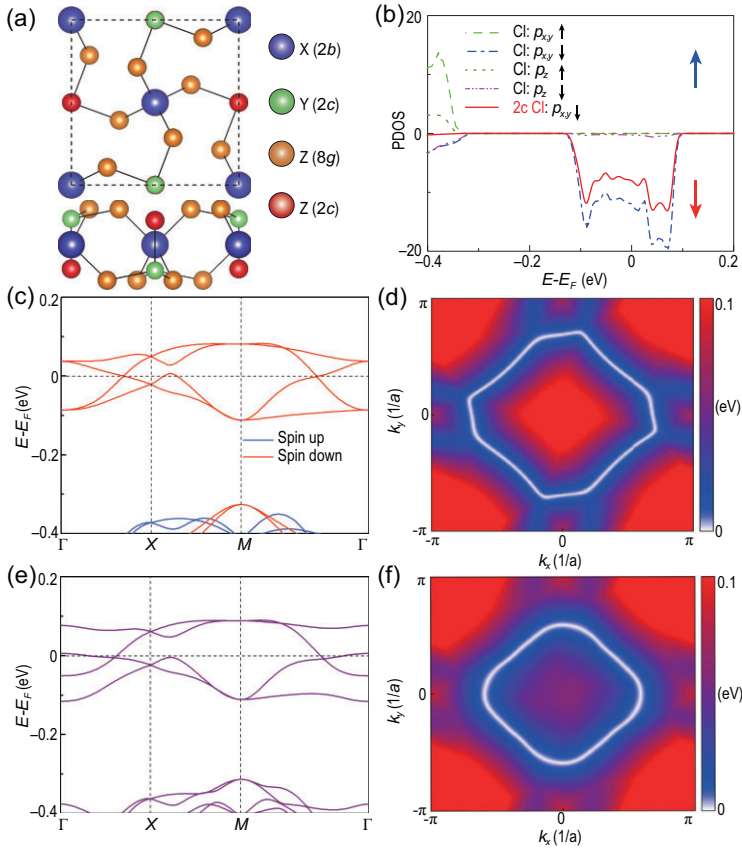 (a)
X (2b)
Y (2c)
Z (8g)
Z (2c)
(b)
20
0
-20
PDOS
Cl: px,y
Cl: px,y
Cl: pz
Cl: pz
2c Cl: px,y
-0.4
-0.2
0
0.2
E-EF (eV)
(c)
0.2
0
-0.2
-0.4
E-EF (eV)
Spin up
Spin down
Γ
X
M
Γ
(d)
π
0
-π
ky (1/a)
-π
0
π
kx (1/a)
0.1
(eV)
0
(e)
0.2
0
-0.2
-0.4
E-EF (eV)
Γ
X
M
Γ
(f)
π
0
-π
ky (1/a)
-π
0
π
kx (1/a)
0.1
(eV)
0